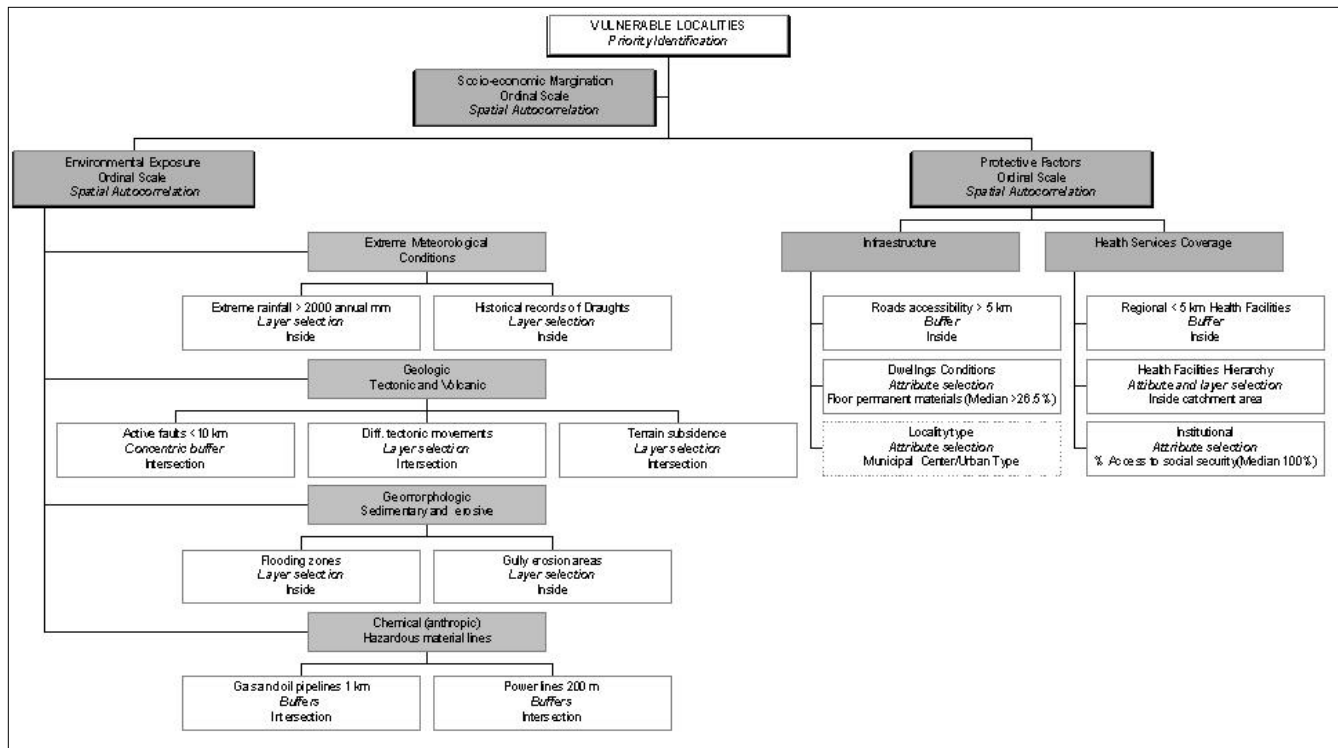 VULNERABLE LOCALITIES
Priority Identification
Socio-economic Margination
Ordinal Scale
Spatial Autocorrelation
Environmental Exposure
Ordinal Scale
Spatial Autocorrelation
Protective Factors
Ordinal Scale
Spatial Autocorrelation
Extreme Meteorological
Conditions
Infraestructure
Health Services Coverage
Extreme rainfall > 2000 annual mm
Layer selection
Inside
Historical records of Draughts
Layer selection
Inside
Roads accessibility > 5 km
Buffer
Inside
Regional < 5 km Health Facilities
Buffer
Inside
Geologic
Tectonic and Volcanic
Dwellings Conditions
Attribute selection
Floor permanent materials (Median >26.5%)
Health Facilities Hierarchy
Attibute and layer selection
Inside catchment area
Active faults <10 km
Concentric buffer
Intersection
Diff. tectonic movements
Layer selection
Intersection
Terrain subsidence
Layer selection
Intersection
Locality type
Attribute selection
Municipal Center/Urban Type
Institutional
Attribute selection
% Access to social security(Median 100%)
Geomorphologic
Sedimentary and erosive
Flooding zones
Layer selection
Inside
Gully erosion areas
Layer selection
Inside
Chemical (anthropic)
Hazardous material lines
Gas and oil pipelines 1 km
Buffers
Intersection
Power lines 200 m
Buffers
Intersection